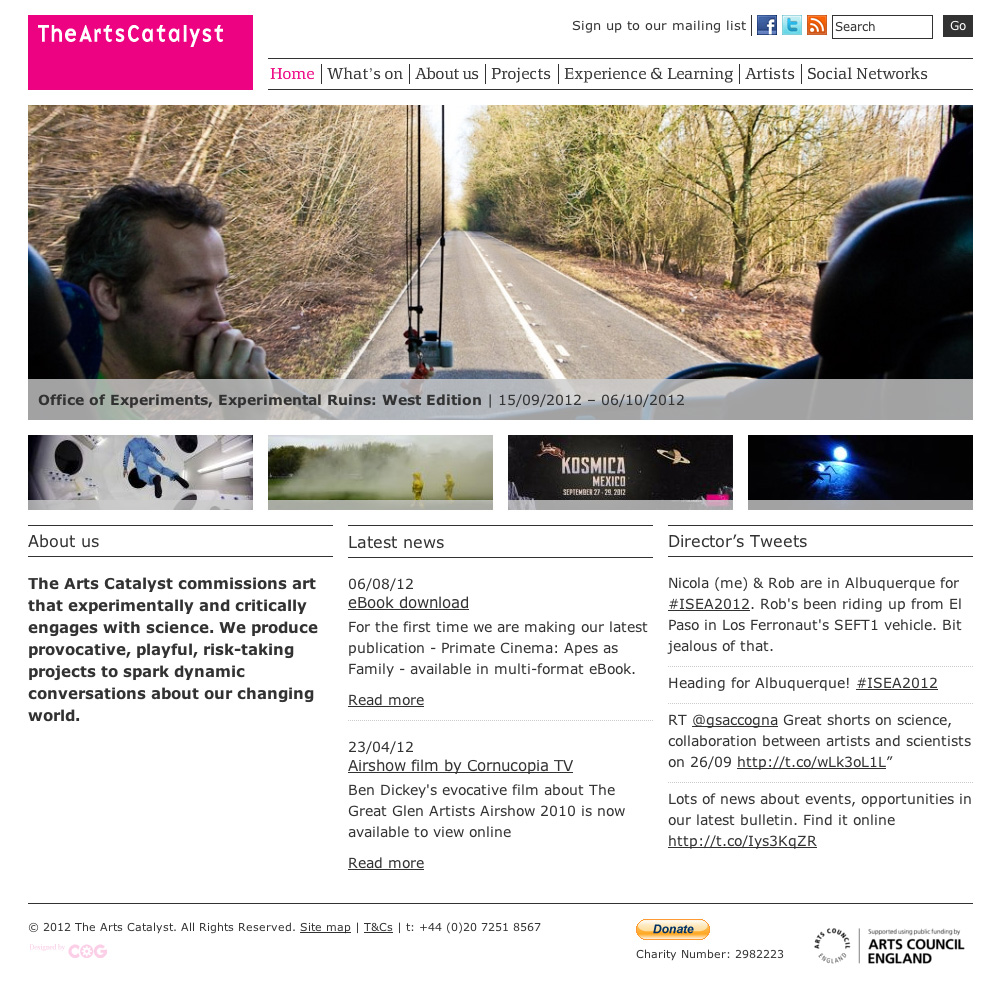 TheArtsCatalyst
Sign up to our mailing list
Search
Go
Home
What's on
About us
Projects
Experience & Learning
Artists
Social Networks
Office of Experiments, Experimental Ruins: West Edition | 15/09/2012 – 06/10/2012
KOSMICA
MEXICO
SEPTEMBER 27 - 29, 2012
About us
The Arts Catalyst commissions art
that experimentally and critically
engages with science. We produce
provocative, playful, risk-taking
projects to spark dynamic
conversations about our changing
world.
Latest news
06/08/12
eBook download
For the first time we are making our latest
publication - Primate Cinema: Apes as
Family - available in multi-format eBook.
Read more
23/04/12
Airshow film by Cornucopia TV
Ben Dickey's evocative film about The
Great Glen Artists Airshow 2010 is now
available to view online
Read more
Director’s Tweets
Nicola (me) & Rob are in Albuquerque for
#ISEA2012. Rob's been riding up from El
Paso in Los Ferronaut's SEFT1 vehicle. Bit
jealous of that.
Heading for Albuquerque! #ISEA2012
RT @gsaccogna Great shorts on science,
collaboration between artists and scientists
on 26/09 http://t.co/wLk3oL1L”
Lots of news about events, opportunities in
our latest bulletin. Find it online
http://t.co/Iys3KqZR
© 2012 The Arts Catalyst. All Rights Reserved. Site map | T&Cs | t: +44 (0)20 7251 8567
Designed by COG
Donate
Charity Number: 2982223
ARTS COUNCIL
ENGLAND
Supported using public funding by
ARTS COUNCIL
ENGLAND